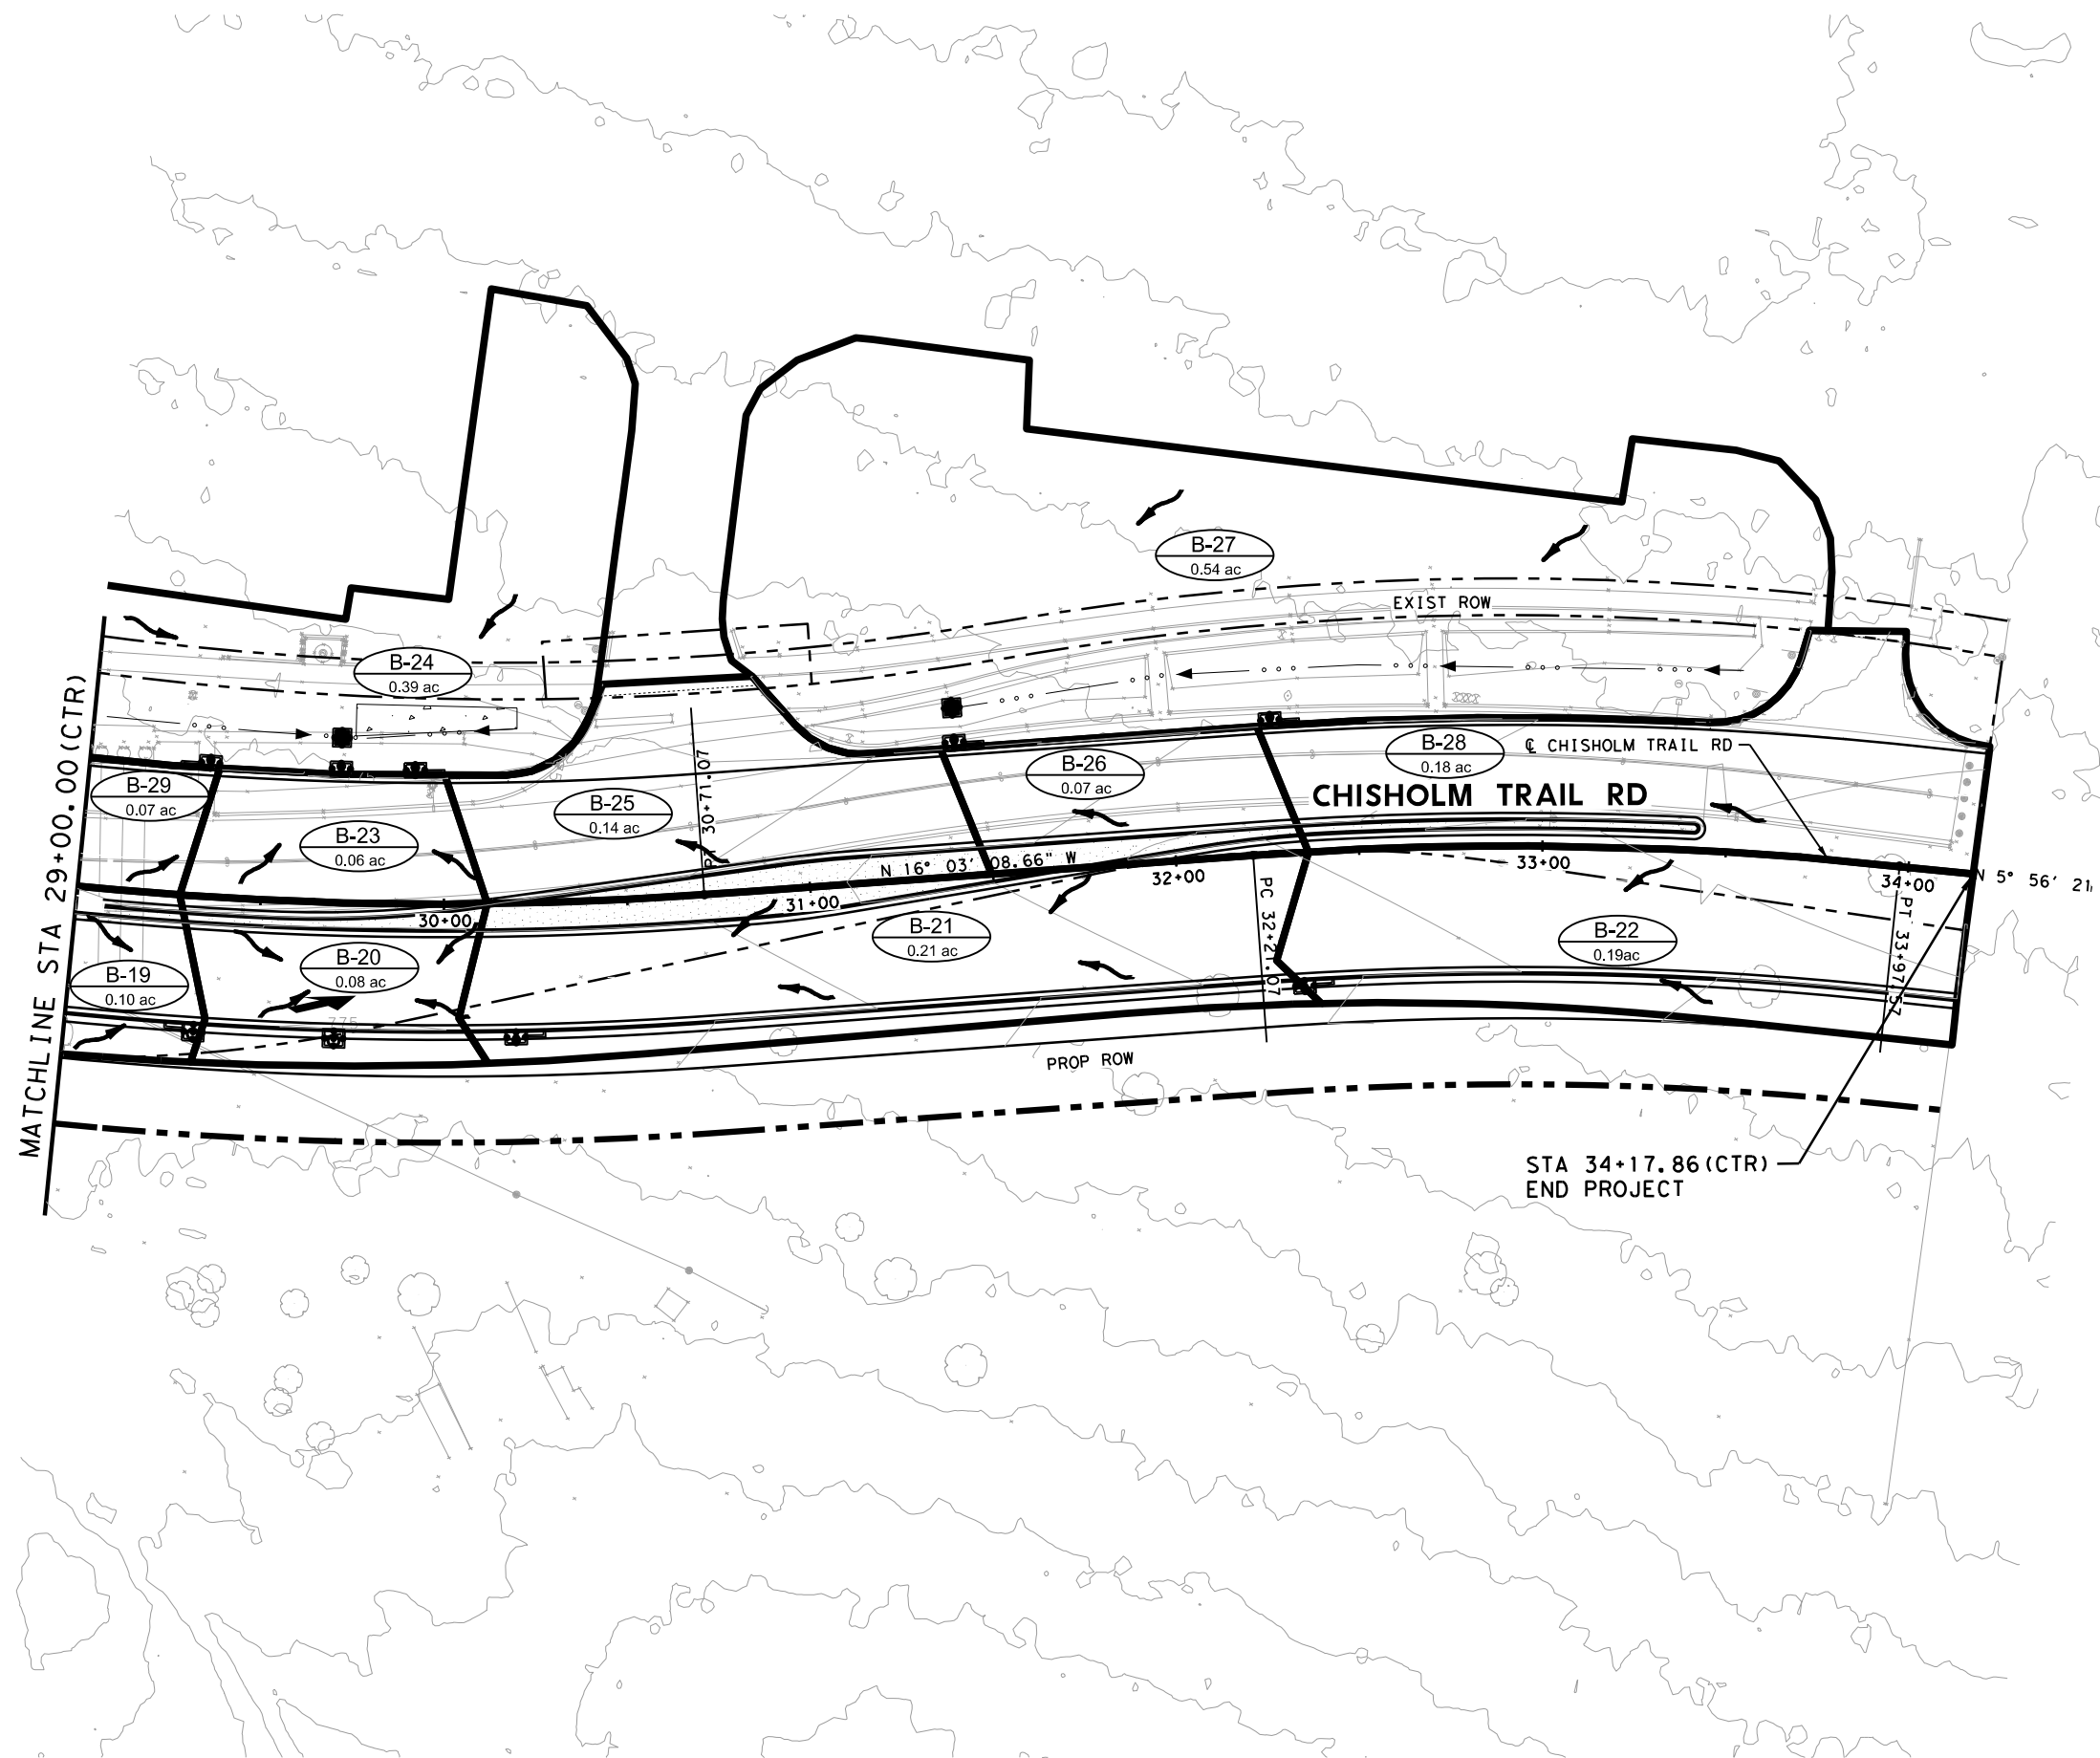 B-27
0.54 ac
EXIST ROW
B-24
0.39 ac
MATCHLINE STA 29+00.00(CTR)
B-29
0.07 ac
B-23
0.06 ac
B-25
0.14 ac
PT 30+71.07
B-26
0.07 ac
B-28
0.18 ac
℄ CHISHOLM TRAIL RD
CHISHOLM TRAIL RD
N 16° 03' 08.66" W
30+00
31+00
32+00
33+00
34+00
N 5° 56' 21
PC 32+21.07
PT 33+97.57
B-19
0.10 ac
B-20
0.08 ac
B-21
0.21 ac
B-22
0.19ac
775
PROP ROW
STA 34+17.86(CTR)
END PROJECT